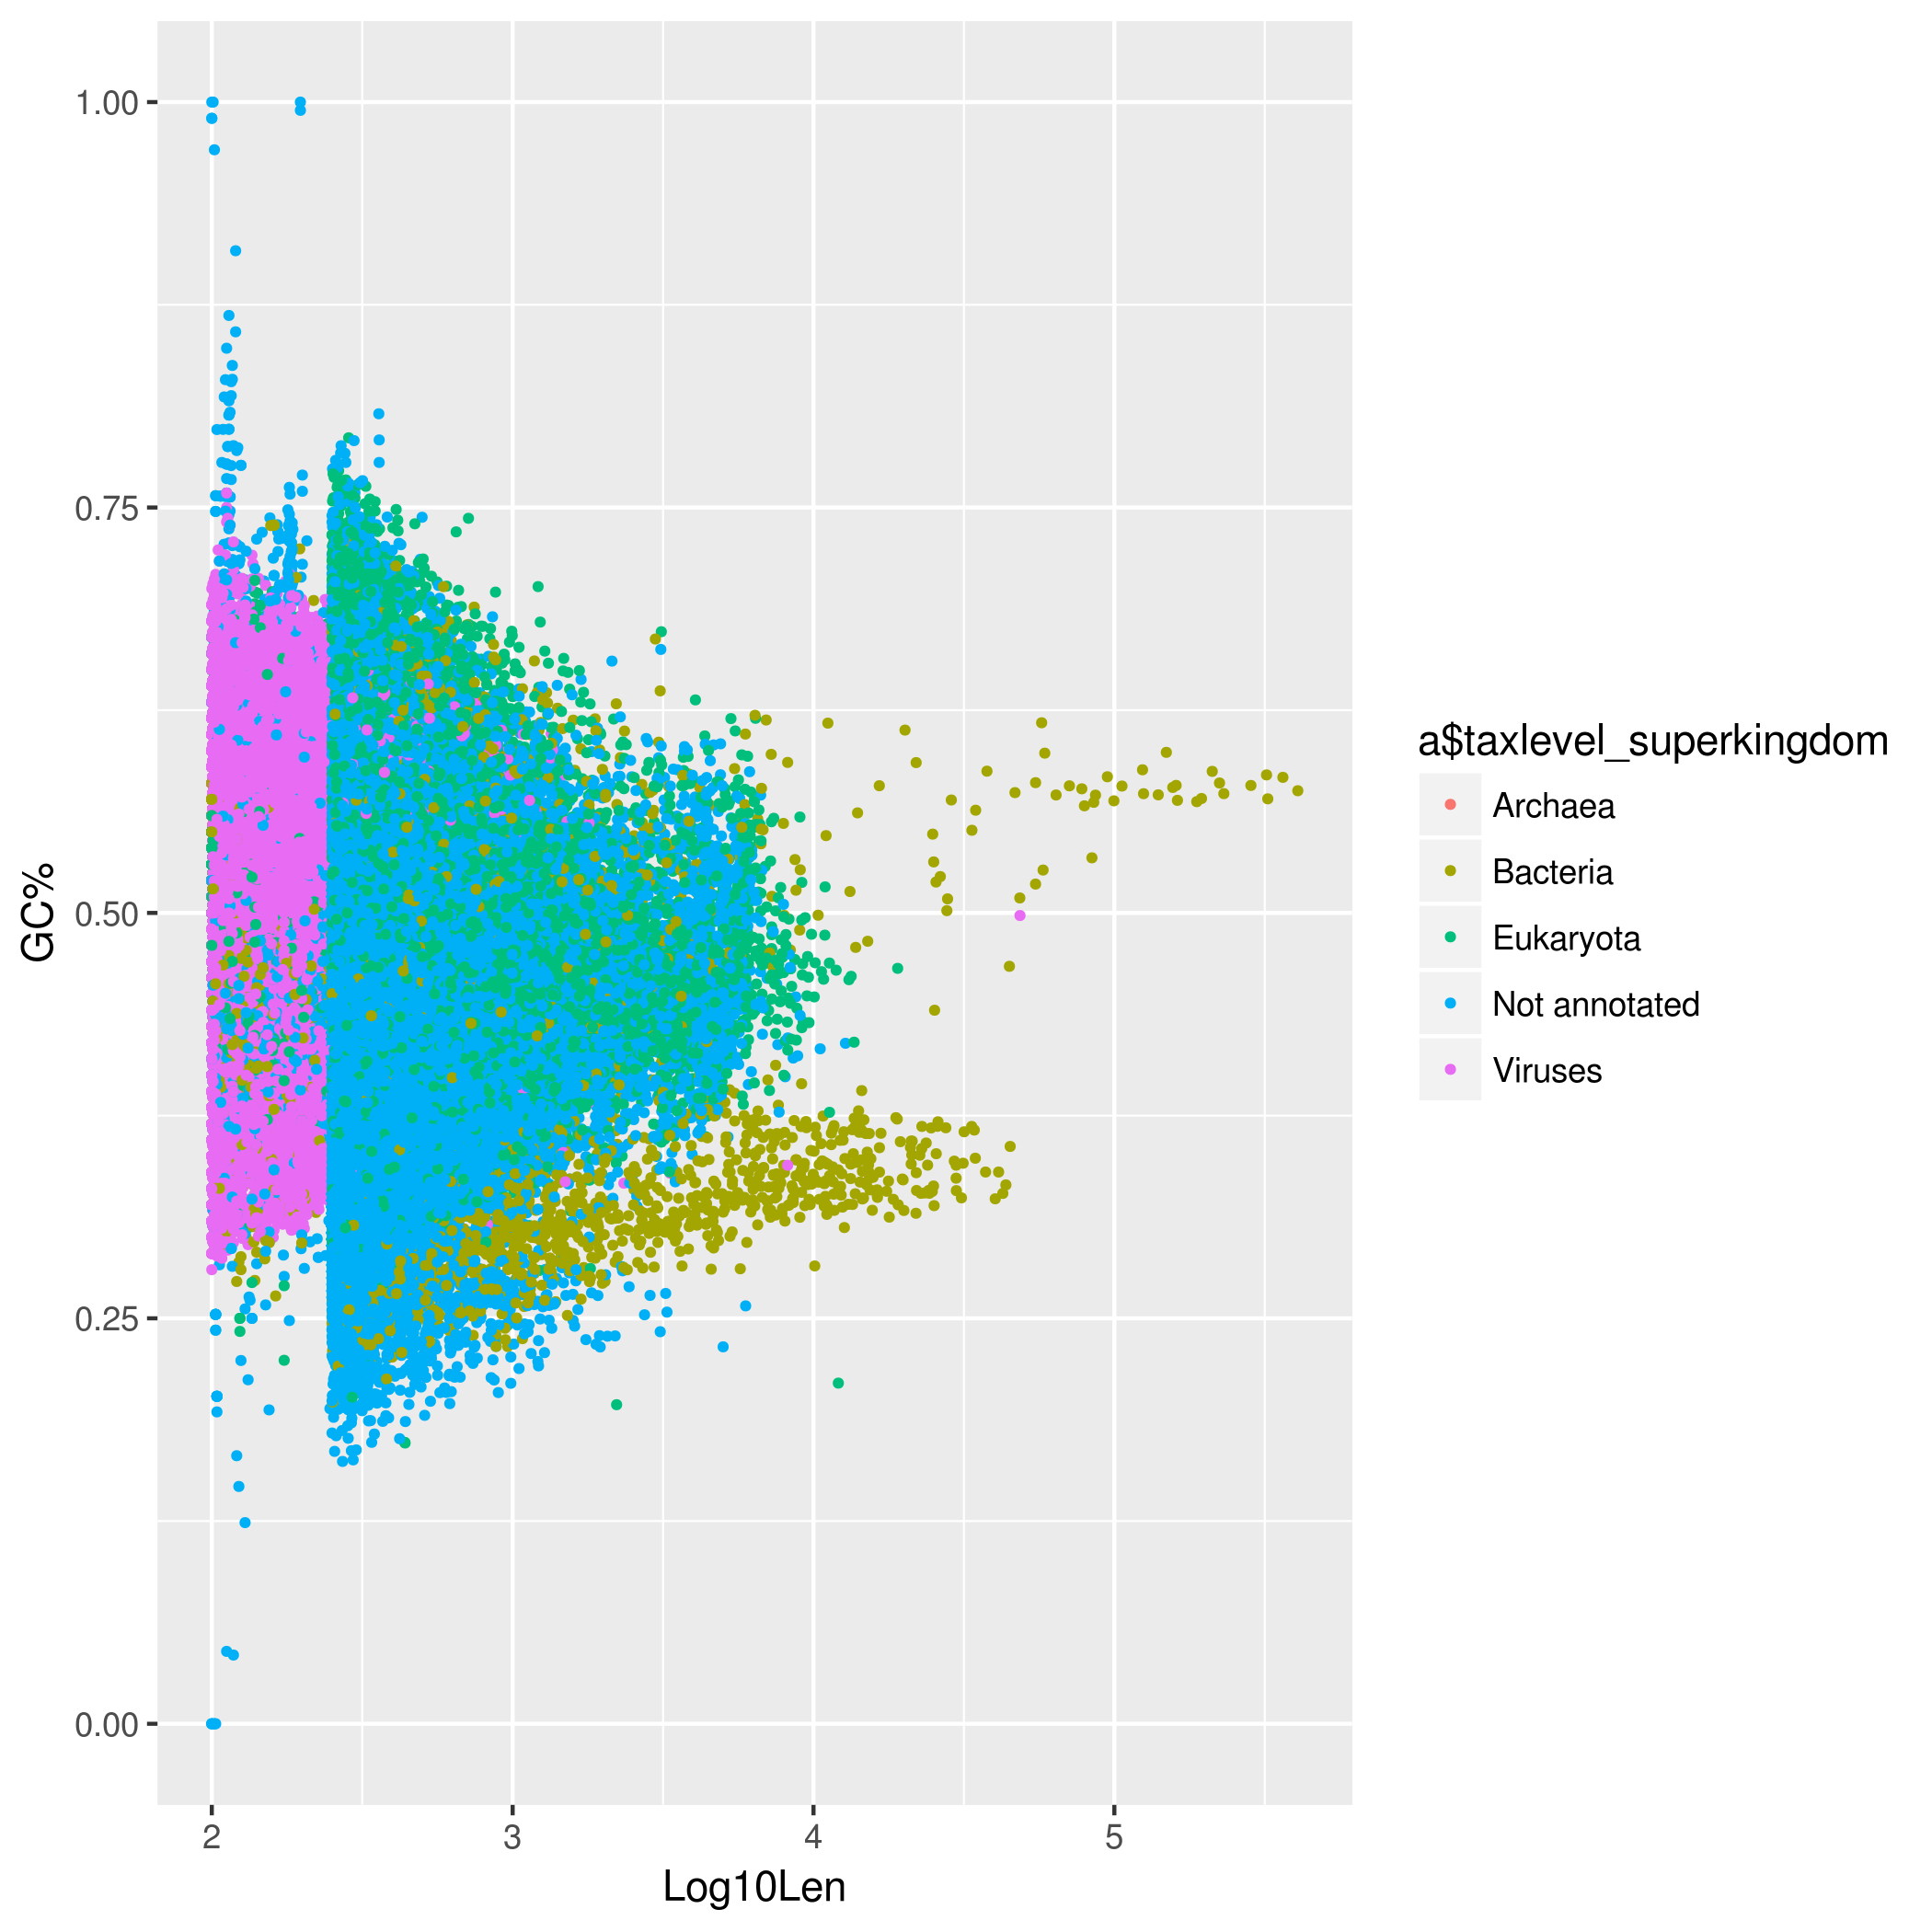 1.00
0.75
0.50
0.25
0.00
GC%
2 3 4 5
Log10Len
a$taxlevel_superkingdom
Archaea
Bacteria
Eukaryota
Not annotated
Viruses